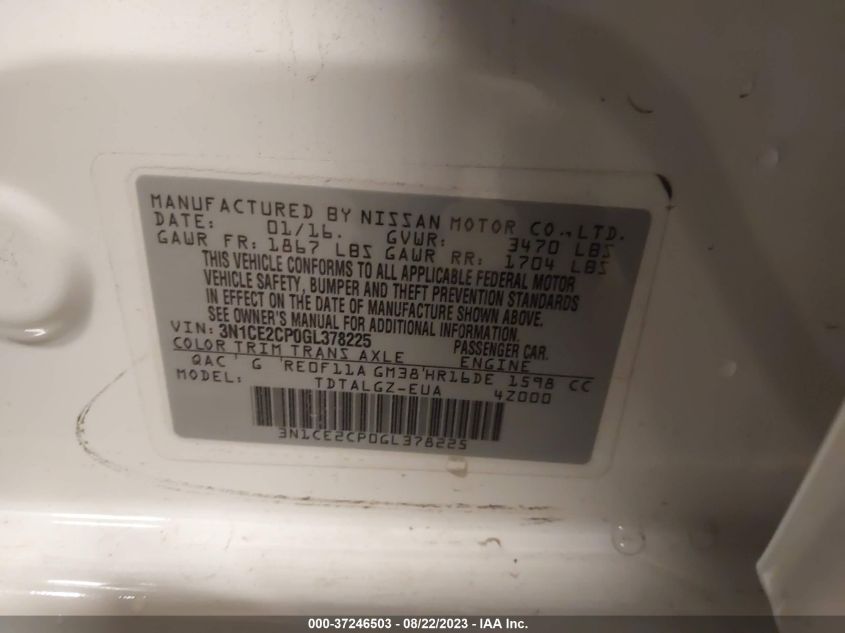 MANUFACTURED BY NISSAN MOTOR CO.,LTD.
DATE: 01/16. GVWR: 3470 LBS
GAWR FR: 1867 LBS GAWR RR: 1704 LBS
THIS VEHICLE CONFORMS TO ALL APPLICABLE FEDERAL MOTOR
VEHICLE SAFETY, BUMPER AND THEFT PREVENTION STANDARDS
IN EFFECT ON THE DATE OF MANUFACTURE SHOWN ABOVE.
SEE OWNER'S MANUAL FOR ADDITIONAL INFORMATION.
VIN: 3N1CE2CP0GL378225 PASSENGER CAR.
COLOR TRIM TRANS AXLE ENGINE
QAC ' G 'RE0F11A GM38'HR16DE 1598 CC
MODEL: TDTALGZ-EUA 4Z000
3N1CE2CP0GL378225
000-37246503 - 08/22/2023 - IAA Inc.